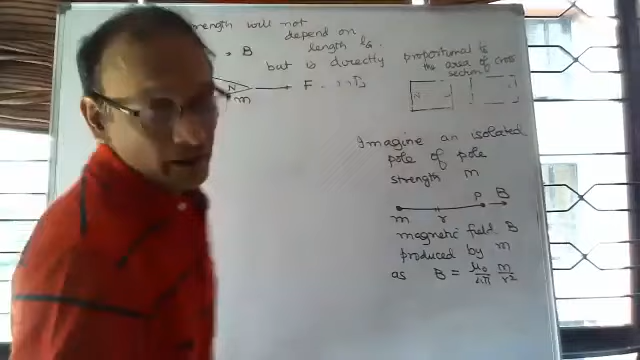 strength will not
depend on
length &
but is directly proportional to
the area of cross
section
→ B
N
m
→ F
Imagine an isolated
pole of pole
strength m
P B
m r
magnetic field B
produced by m
as B = μ₀/4π m/r²